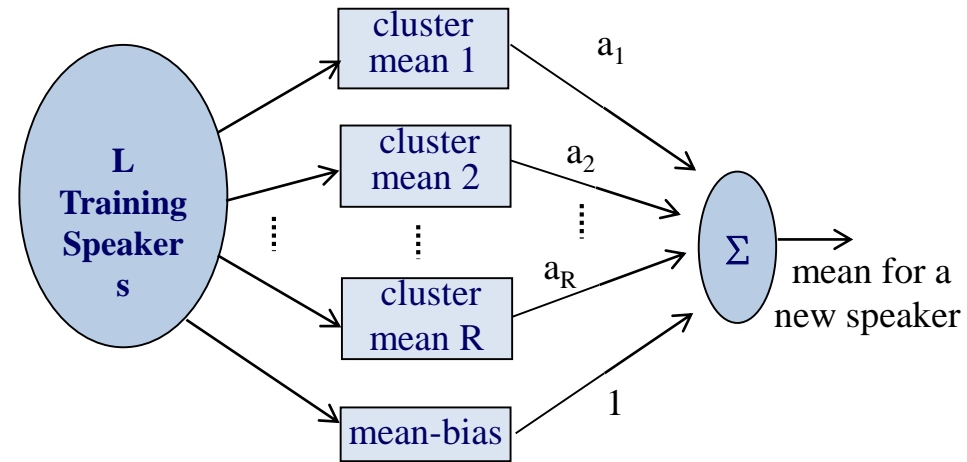 L
Training
Speaker
s
cluster
mean 1
cluster
mean 2
cluster
mean R
mean-bias
a₁
a₂
a_R
1
Σ
mean for a
new speaker